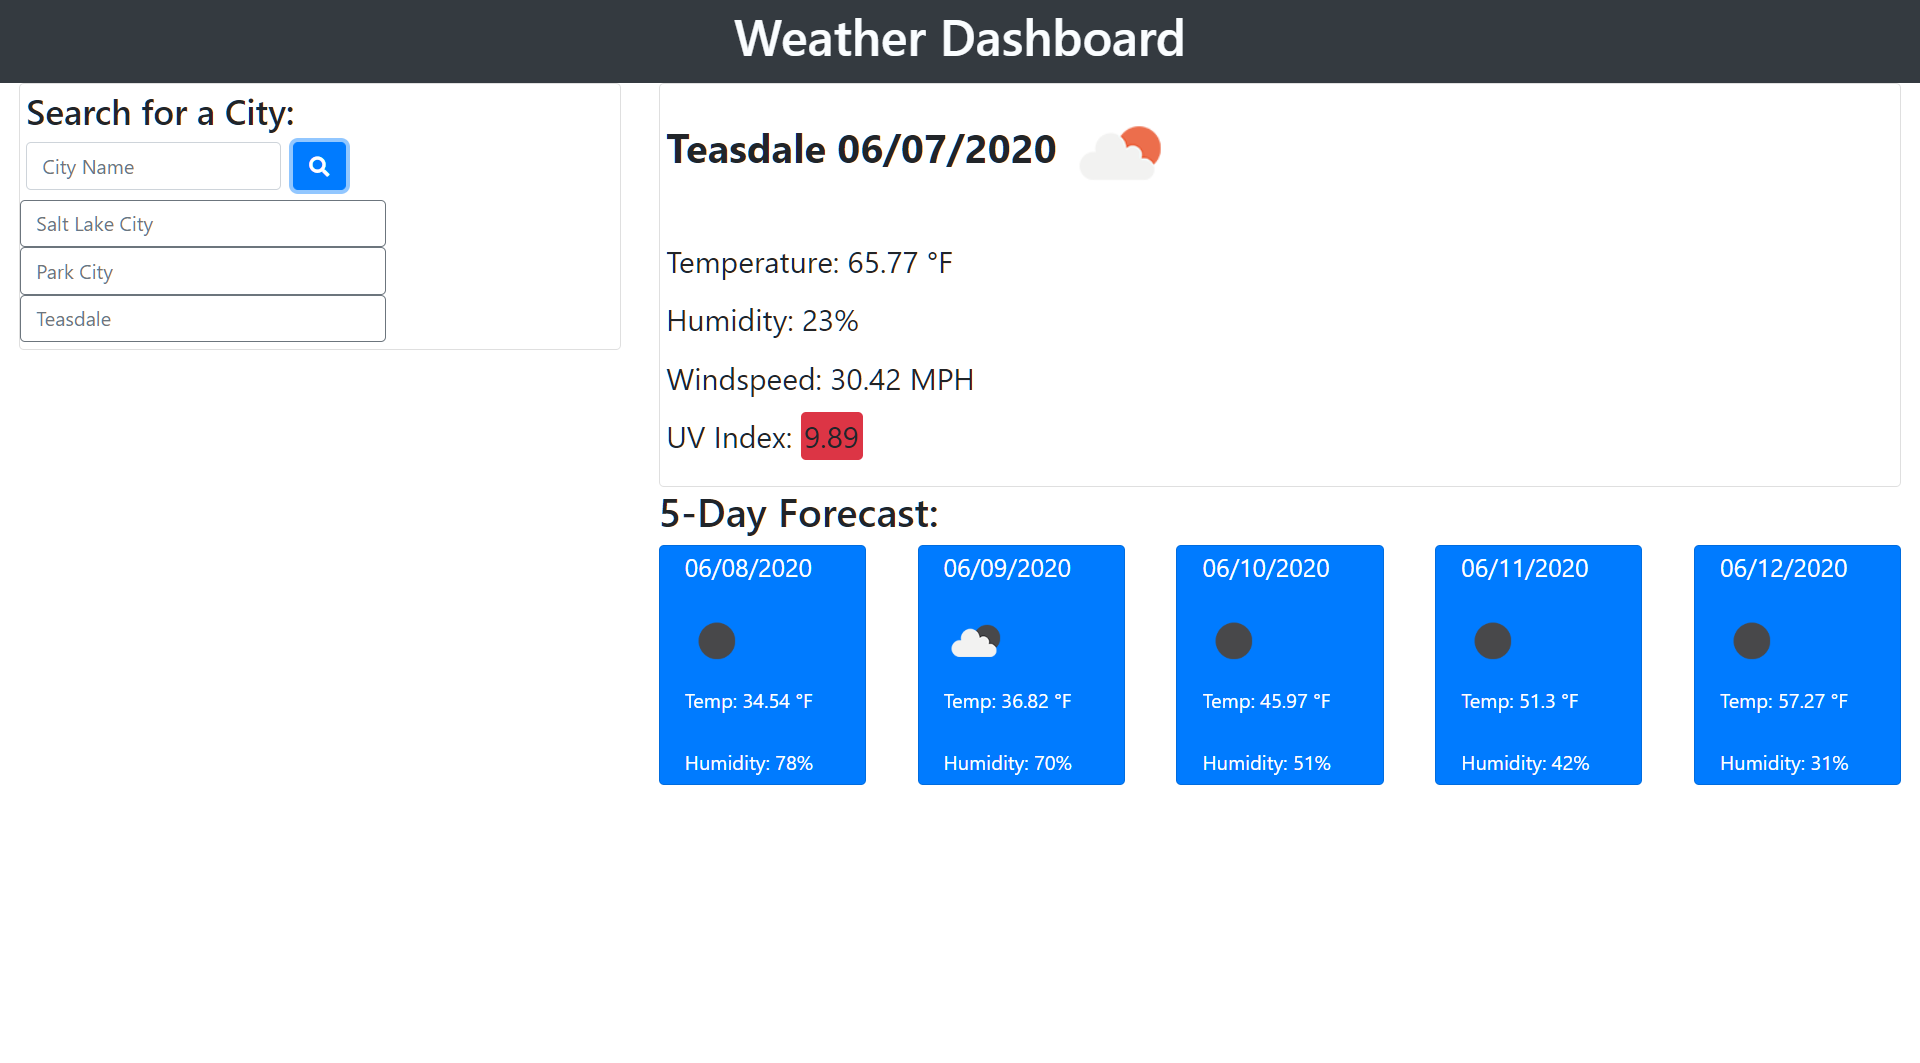 Weather Dashboard
Search for a City:
City Name
Salt Lake City
Park City
Teasdale
Teasdale 06/07/2020
Temperature: 65.77 °F
Humidity: 23%
Windspeed: 30.42 MPH
UV Index: 9.89
5-Day Forecast:
06/08/2020
Temp: 34.54 °F
Humidity: 78%
06/09/2020
Temp: 36.82 °F
Humidity: 70%
06/10/2020
Temp: 45.97 °F
Humidity: 51%
06/11/2020
Temp: 51.3 °F
Humidity: 42%
06/12/2020
Temp: 57.27 °F
Humidity: 31%